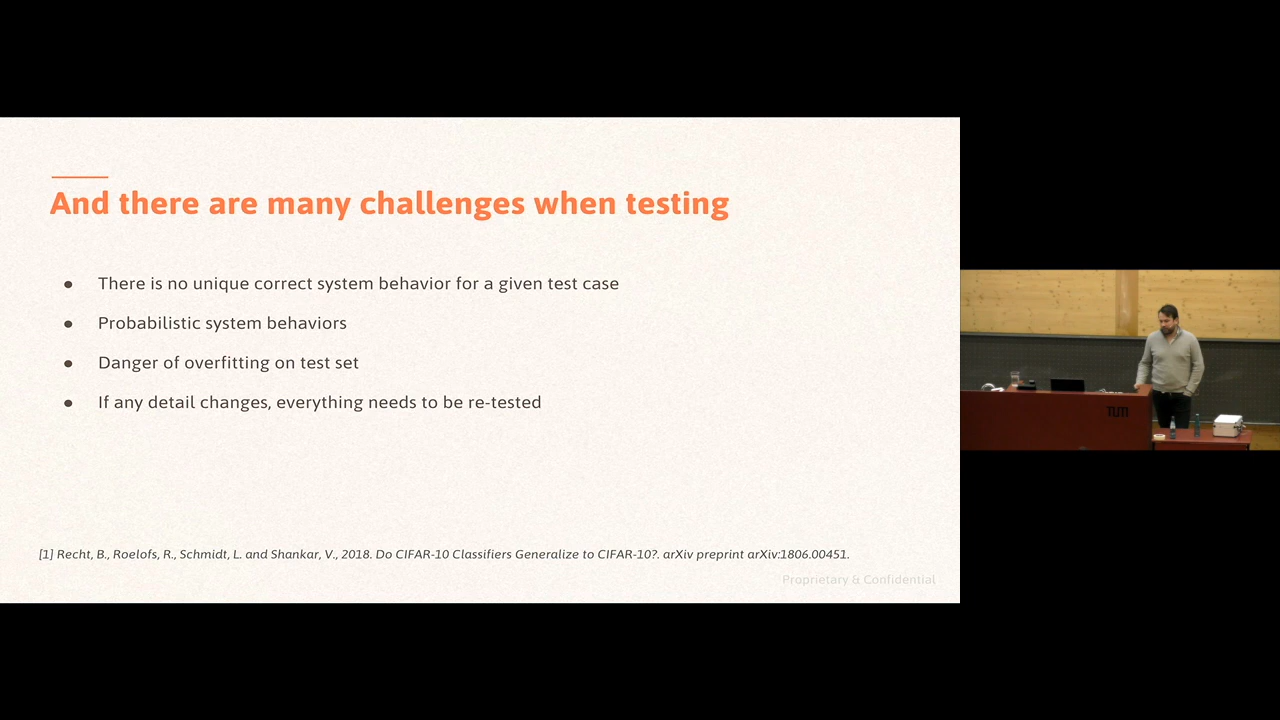 And there are many challenges when testing
● There is no unique correct system behavior for a given test case
● Probabilistic system behaviors
● Danger of overfitting on test set
● If any detail changes, everything needs to be re-tested
[1] Recht, B., Roelofs, R., Schmidt, L. and Shankar, V., 2018. Do CIFAR-10 Classifiers Generalize to CIFAR-10?. arXiv preprint arXiv:1806.00451.
Proprietary & Confidential
TUM